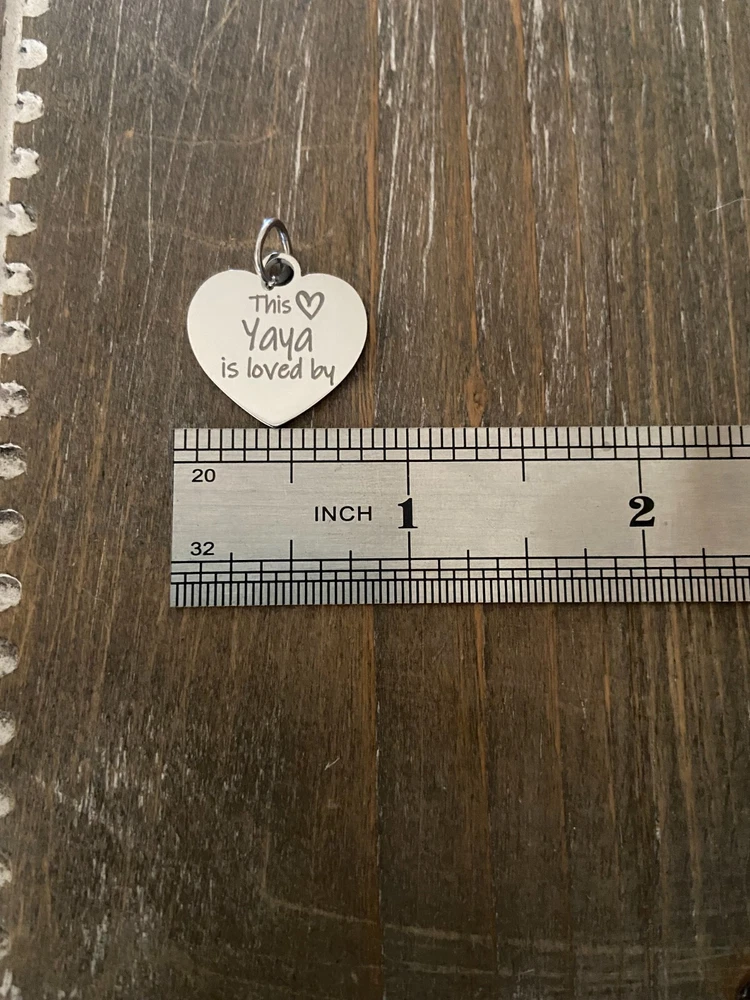 This ♡
Yaya
is loved by
20
INCH 1 2
32